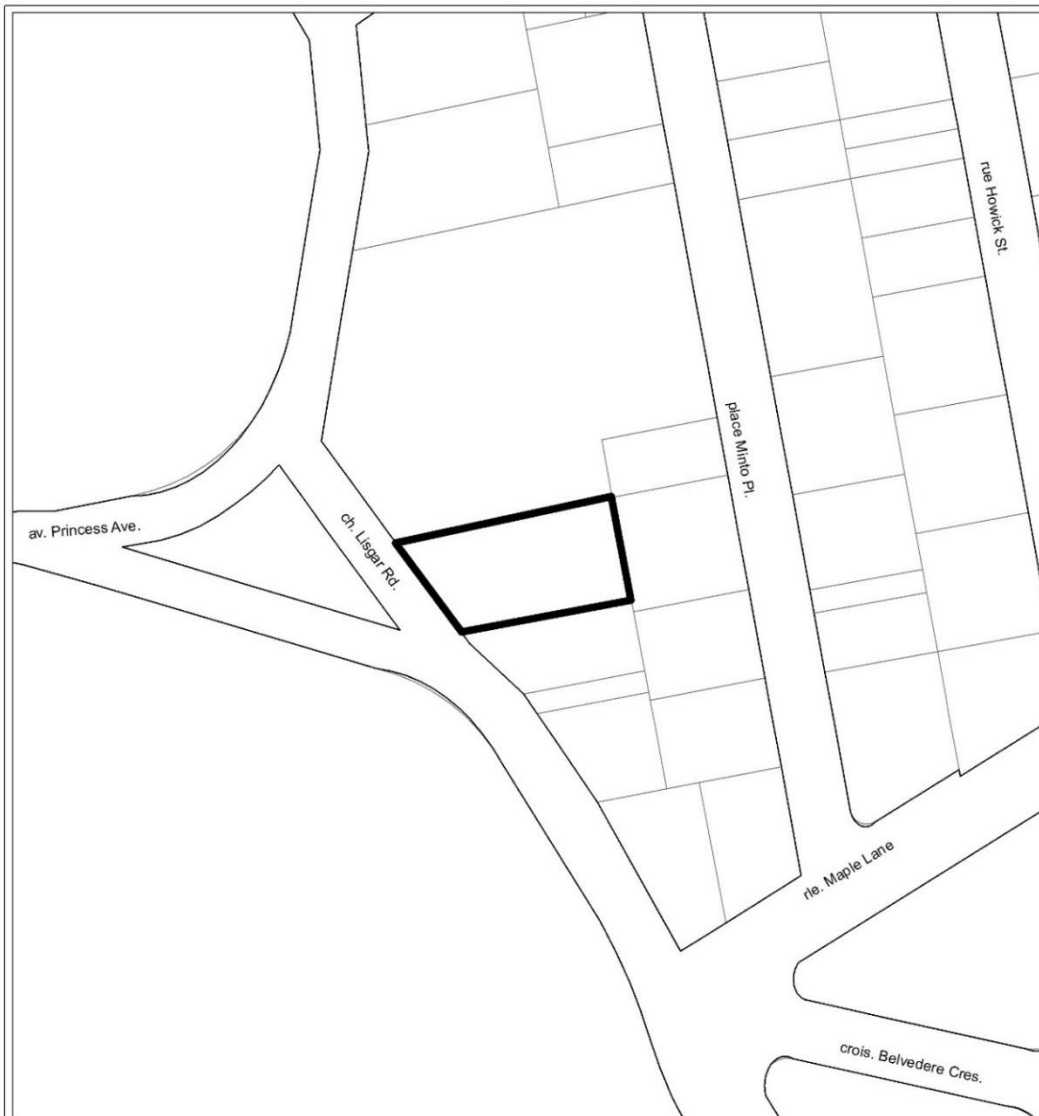 rue Howick St.
place Minto Pl.
av. Princess Ave.
ch. Lisgar Rd.
rle. Maple Lane
crois. Belvedere Cres.